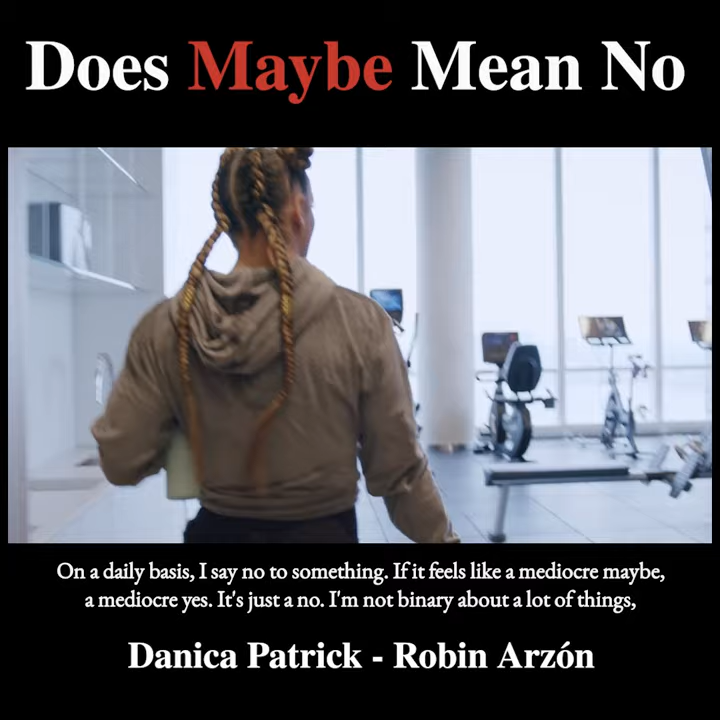 Does Maybe Mean No
On a daily basis, I say no to something. If it feels like a mediocre maybe,
a mediocre yes. It's just a no. I'm not binary about a lot of things,
Danica Patrick - Robin Arzón